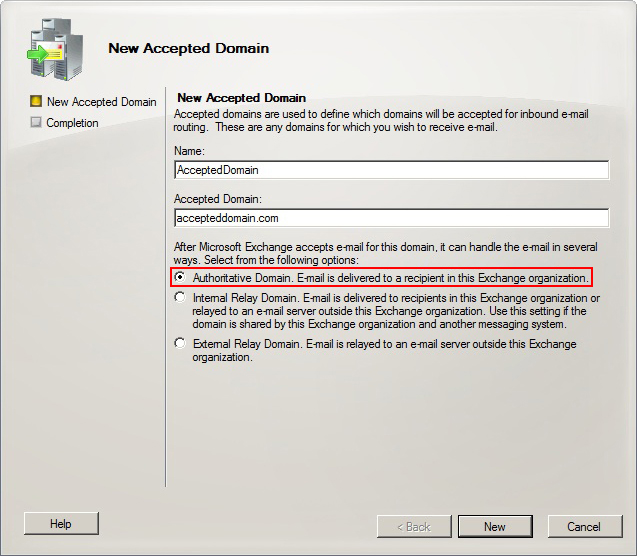 New Accepted Domain
New Accepted Domain
Completion
New Accepted Domain
Accepted domains are used to define which domains will be accepted for inbound e-mail
routing. These are any domains for which you wish to receive e-mail.
Name:
AcceptedDomain
Accepted Domain:
accepteddomain.com
After Microsoft Exchange accepts e-mail for this domain, it can handle the e-mail in several
ways. Select from the following options:
Authoritative Domain. E-mail is delivered to a recipient in this Exchange organization.
Internal Relay Domain. E-mail is delivered to recipients in this Exchange organization or
relayed to an e-mail server outside this Exchange organization. Use this setting if the
domain is shared by this Exchange organization and another messaging system.
External Relay Domain. E-mail is relayed to an e-mail server outside this Exchange
organization.
Help
< Back
New
Cancel